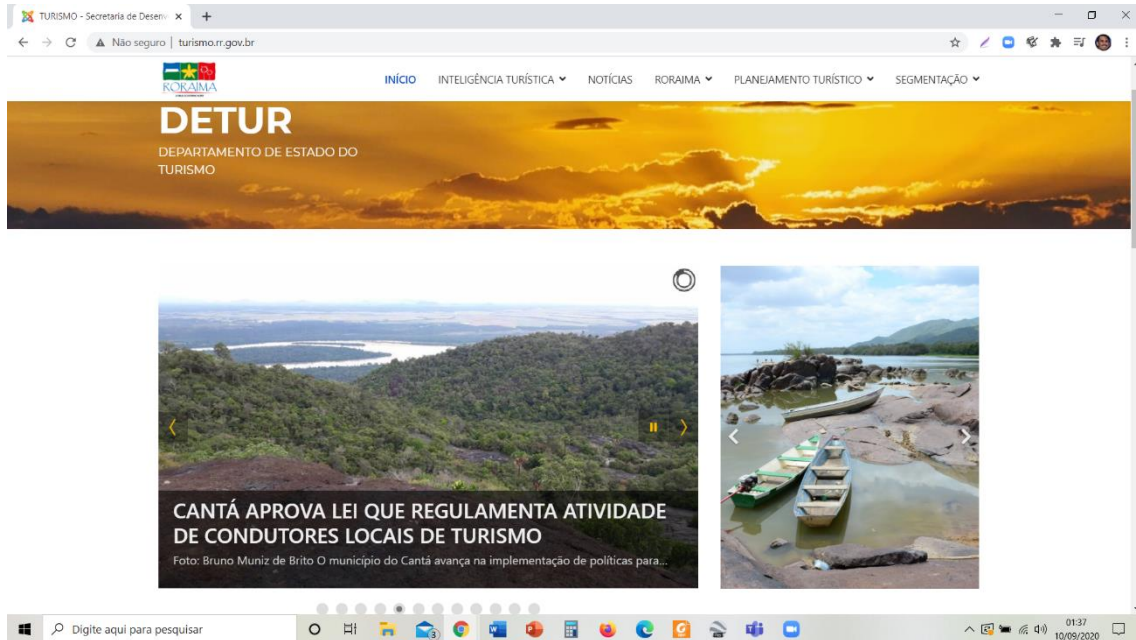 TURISMO - Secretaria de Desenv
Não seguro | turismo.rr.gov.br
RORAIMA
INÍCIO INTELIGÊNCIA TURÍSTICA NOTÍCIAS RORAIMA PLANEJAMENTO TURÍSTICO SEGMENTAÇÃO
DETUR
DEPARTAMENTO DE ESTADO DO
TURISMO
CANTÁ APROVA LEI QUE REGULAMENTA ATIVIDADE
DE CONDUTORES LOCAIS DE TURISMO
Foto: Bruno Muniz de Brito O município do Cantá avança na implementação de políticas para...
Digite aqui para pesquisar
3
01:37
10/09/2020